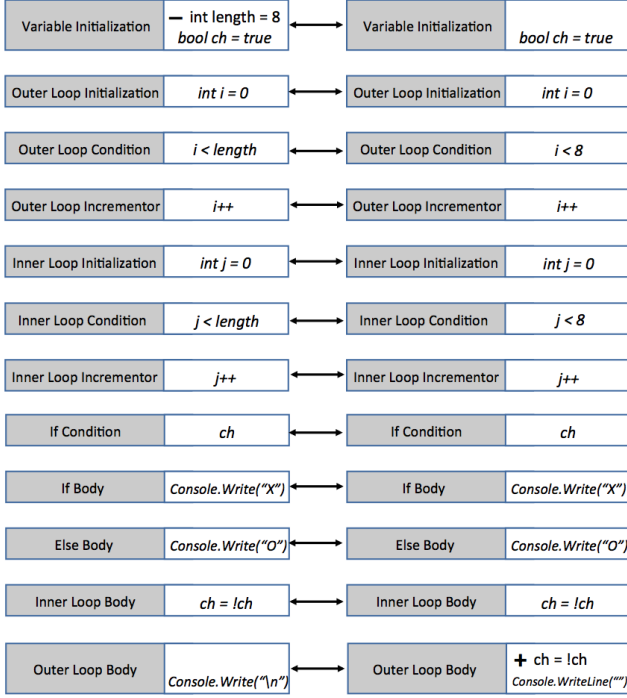 Variable Initialization
— int length = 8
bool ch = true
Variable Initialization
bool ch = true
Outer Loop Initialization
int i = 0
Outer Loop Initialization
int i = 0
Outer Loop Condition
i < length
Outer Loop Condition
i < 8
Outer Loop Incrementor
i++
Outer Loop Incrementor
i++
Inner Loop Initialization
int j = 0
Inner Loop Initialization
int j = 0
Inner Loop Condition
j < length
Inner Loop Condition
j < 8
Inner Loop Incrementor
j++
Inner Loop Incrementor
j++
If Condition
ch
If Condition
ch
If Body
Console.Write(“X”)
If Body
Console.Write(“X”)
Else Body
Console.Write(“O”)
Else Body
Console.Write(“O”)
Inner Loop Body
ch = !ch
Inner Loop Body
ch = !ch
Outer Loop Body
Console.Write(“\n”)
Outer Loop Body
+ ch = !ch
Console.WriteLine(“”)